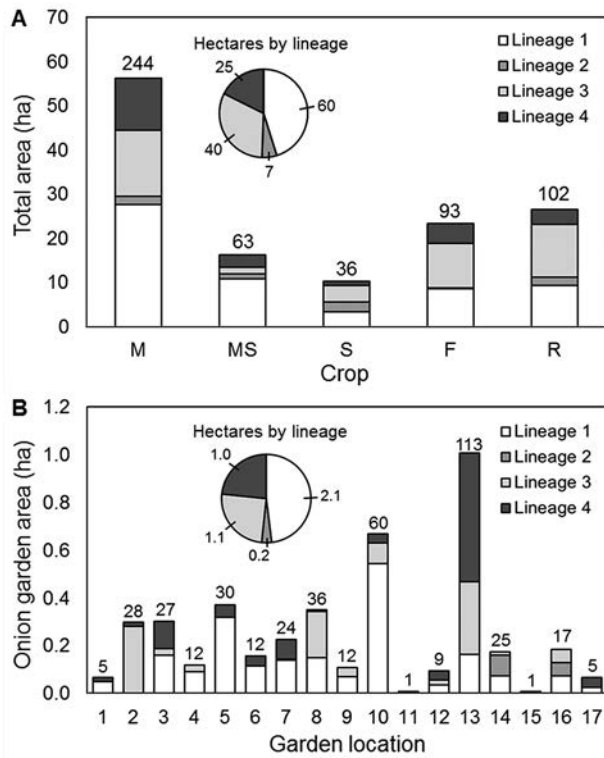 A
70
60
50
40
30
20
10
0
Total area (ha)
Hectares by lineage
25
60
40
7
Lineage 1
Lineage 2
Lineage 3
Lineage 4
244
63
36
93
102
M MS S F R
Crop
B
1.2
1.0
0.8
0.6
0.4
0.2
0.0
Onion garden area (ha)
Hectares by lineage
1.0
2.1
1.1
0.2
Lineage 1
Lineage 2
Lineage 3
Lineage 4
5 28 27 12 30 12 24 36 12 60 1 9 113 25 1 17 5
1 2 3 4 5 6 7 8 9 10 11 12 13 14 15 16 17
Garden location